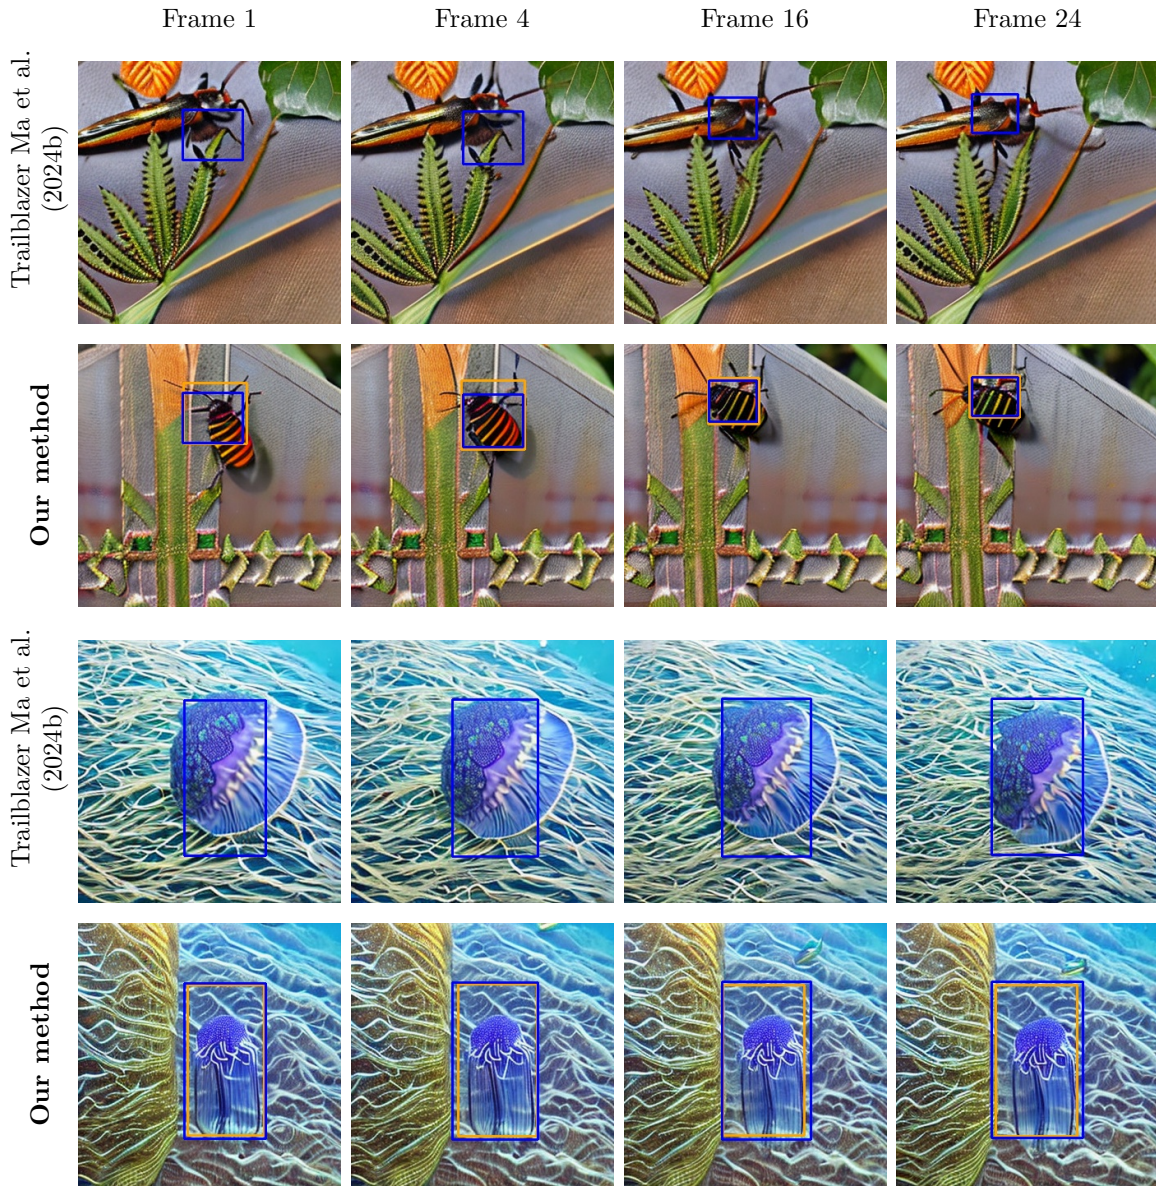 Frame 1
Frame 4
Frame 16
Frame 24
Trailblazer Ma et al.
(2024b)
Our method
Trailblazer Ma et al.
(2024b)
Our method